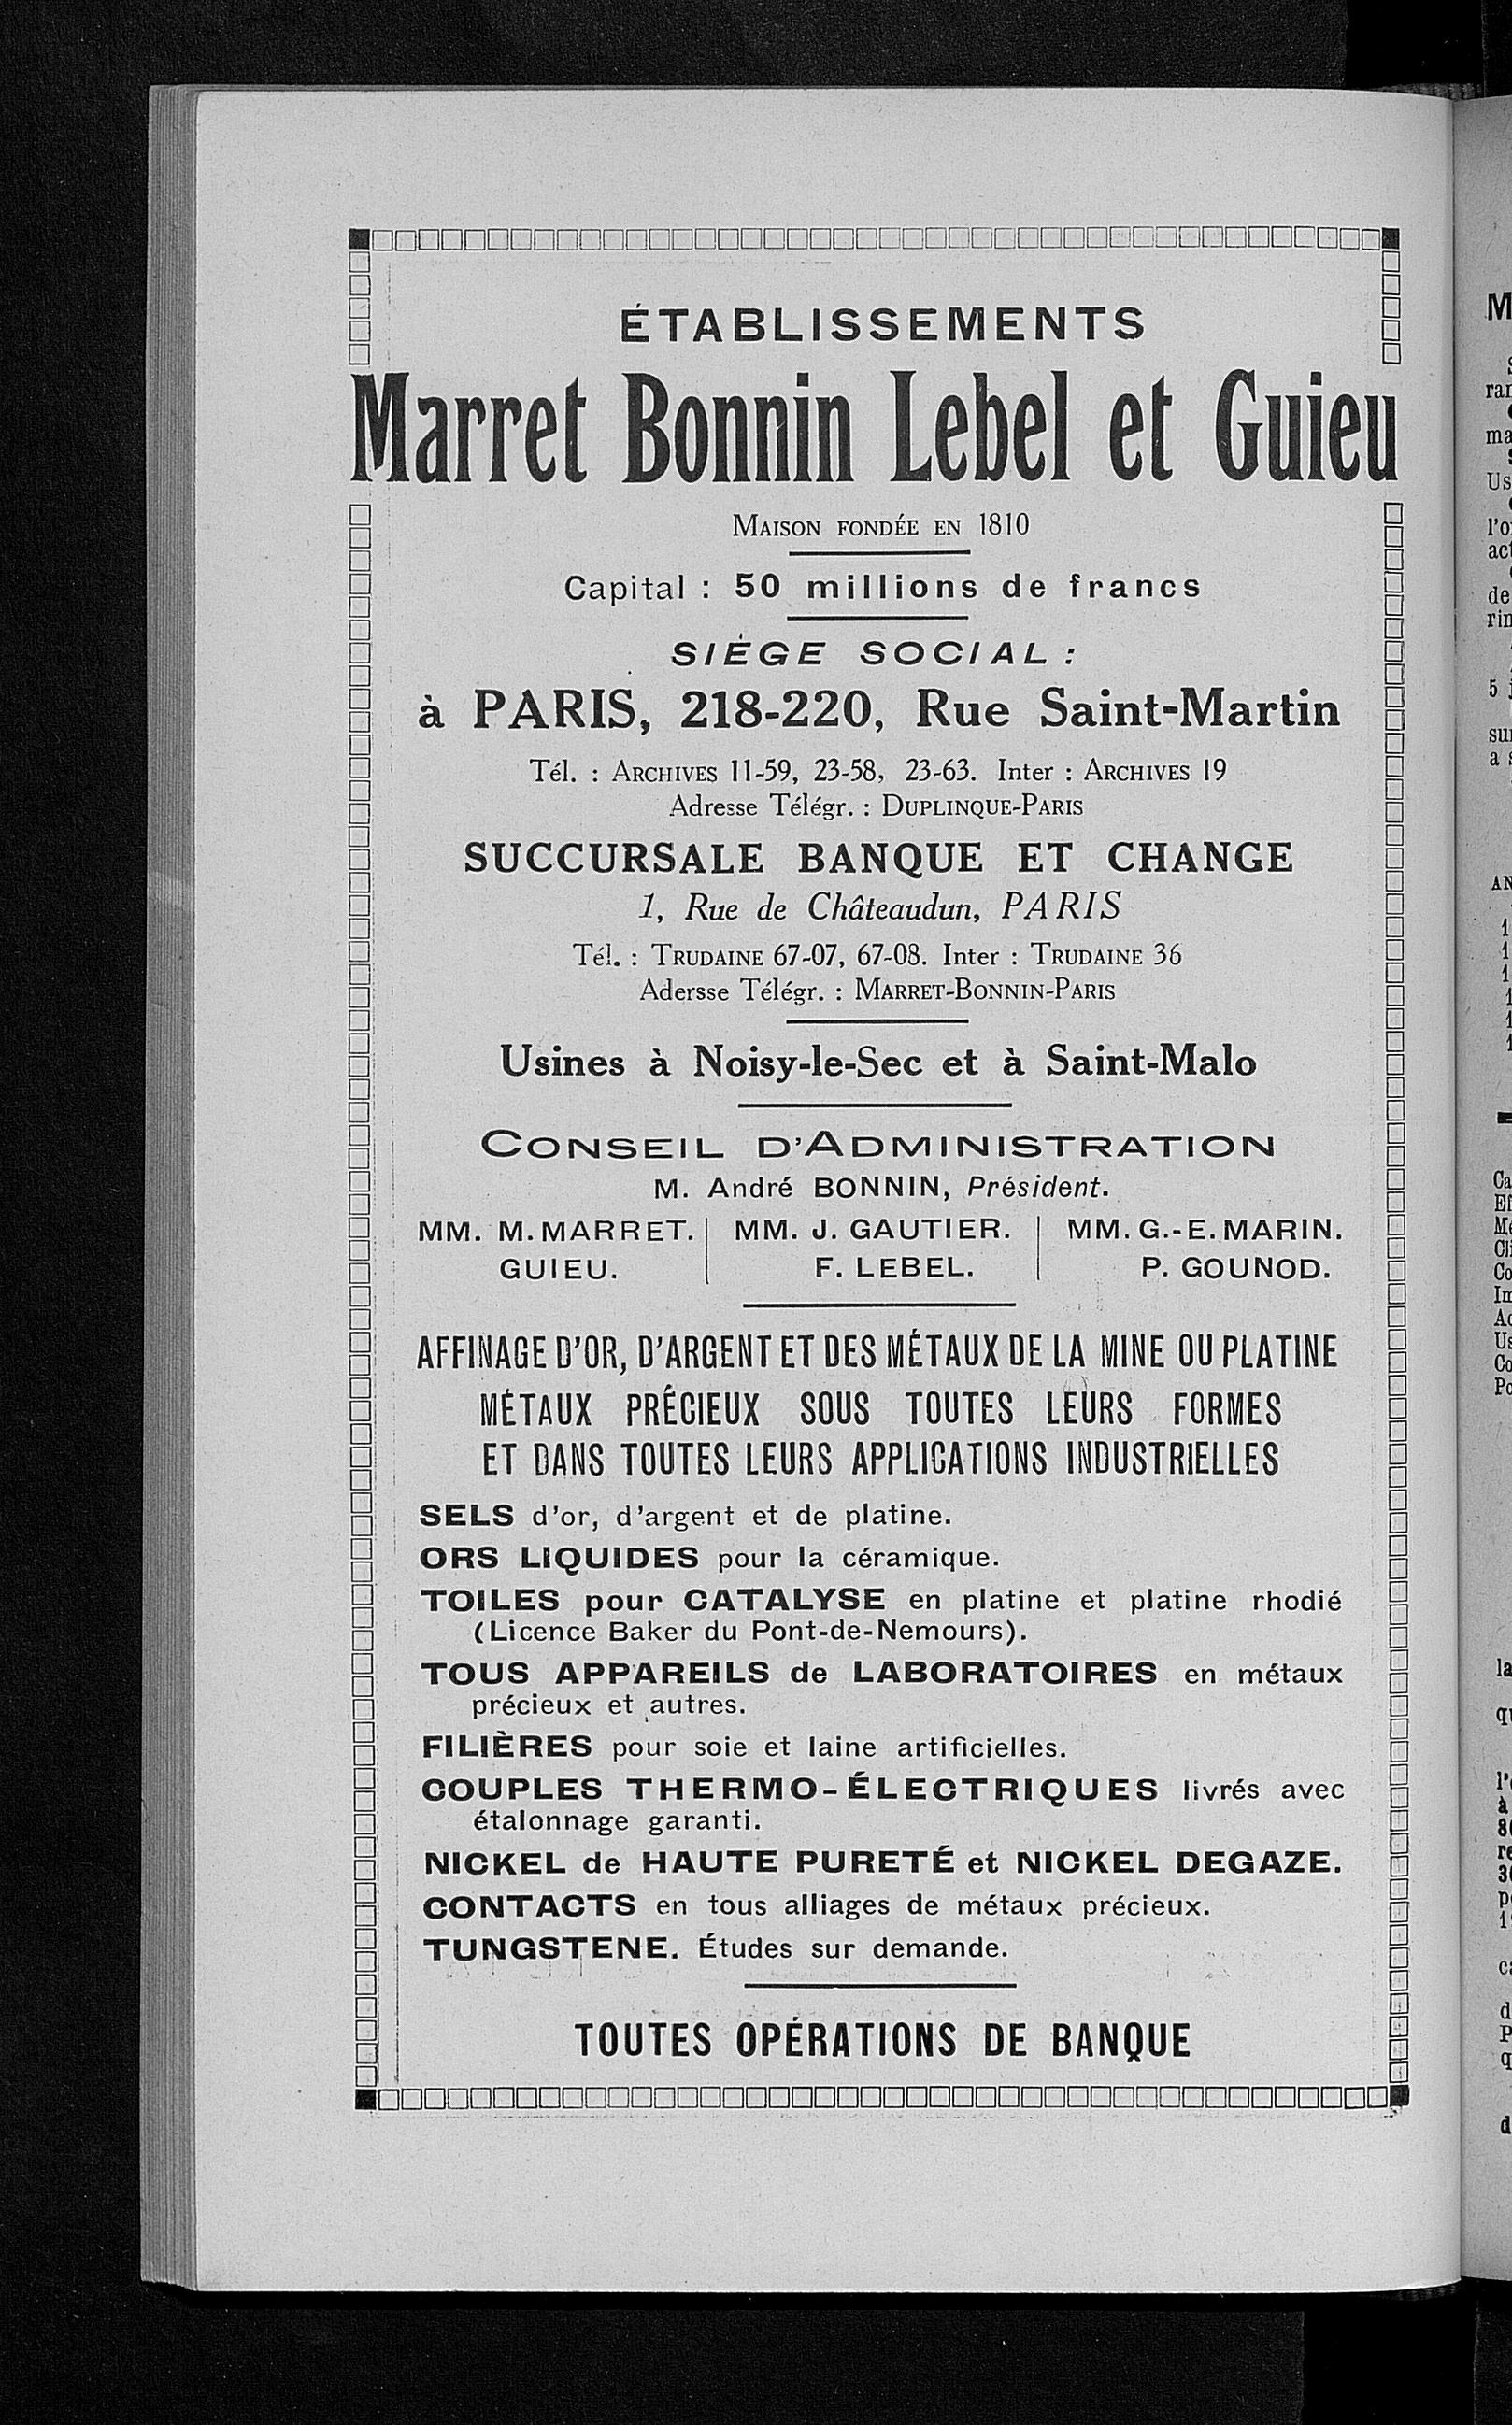 ÉTABLISSEMENTS
Marret Bonnin Lebel et Guieu
MAISON FONDÉE EN 1810
Capital : 50 millions de francs
SIÈGE SOCIAL :
à PARIS, 218-220, Rue Saint-Martin
Tél. : ARCHIVES 11-59, 23-58, 23-63. Inter : ARCHIVES 19
Adresse Télégr. : DUPLINQUE-PARIS
SUCCURSALE BANQUE ET CHANGE
1, Rue de Châteaudun, PARIS
Tél. : TRUDAINE 67-07, 67-08. Inter : TRUDAINE 36
Adersse Télégr. : MARRET-BONNIN-PARIS
Usines à Noisy-le-Sec et à Saint-Malo
CONSEIL D'ADMINISTRATION
M. André BONNIN, Président.
MM. M. MARRET. MM. J. GAUTIER. MM. G.-E. MARIN.
GUIEU. F. LEBEL. P. GOUNOD.
AFFINAGE D'OR, D'ARGENT ET DES MÉTAUX DE LA MINE OU PLATINE
MÉTAUX PRÉCIEUX SOUS TOUTES LEURS FORMES
ET DANS TOUTES LEURS APPLICATIONS INDUSTRIELLES
SELS d'or, d'argent et de platine.
ORS LIQUIDES pour la céramique.
TOILES pour CATALYSE en platine et platine rhodié
(Licence Baker du Pont-de-Nemours).
TOUS APPAREILS de LABORATOIRES en métaux
précieux et autres.
FILIÈRES pour soie et laine artificielles.
COUPLES THERMO-ÉLECTRIQUES livrés avec
étalonnage garanti.
NICKEL de HAUTE PURETÉ et NICKEL DEGAZE.
CONTACTS en tous alliages de métaux précieux.
TUNGSTENE. Études sur demande.
TOUTES OPÉRATIONS DE BANQUE